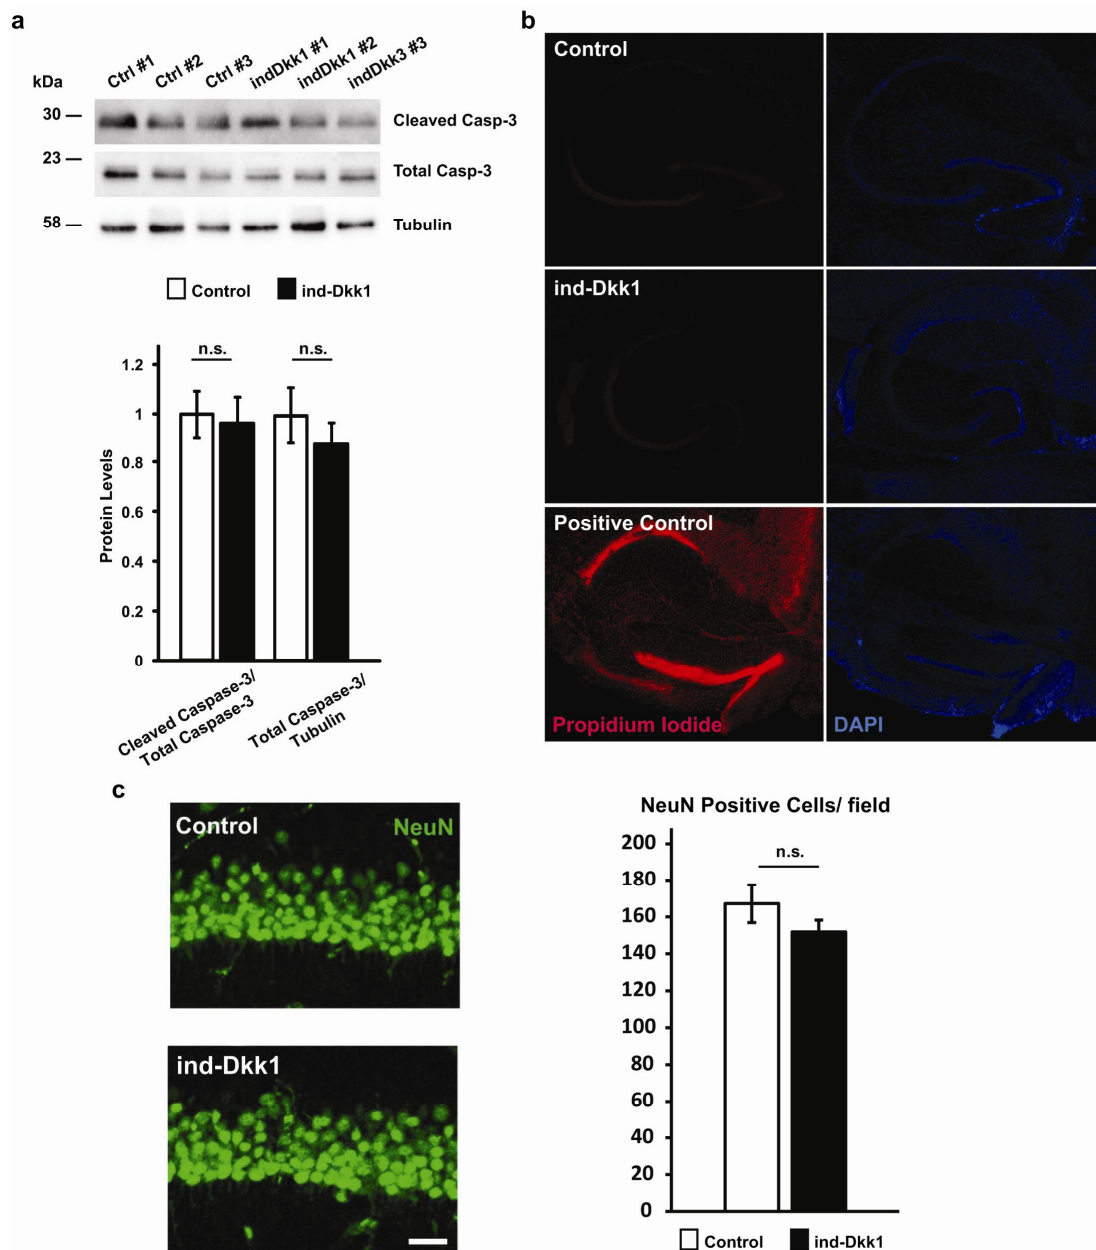 a
kDa
Ctrl #1
Ctrl #2
Ctrl #3
indDkk1 #1
indDkk1 #2
indDkk3 #3
30
Cleaved Casp-3
23
Total Casp-3
58
Tubulin
Control
ind-Dkk1
n.s.
n.s.
1.2
1
0.8
0.6
0.4
0.2
0
Protein Levels
Cleaved Caspase-3/
Total Caspase-3
Total Caspase-3/
Tubulin
b
Control
ind-Dkk1
Positive Control
Propidium Iodide
DAPI
c
Control
NeuN
ind-Dkk1
NeuN Positive Cells/ field
n.s.
200
180
160
140
120
100
80
60
40
20
0
Control
ind-Dkk1